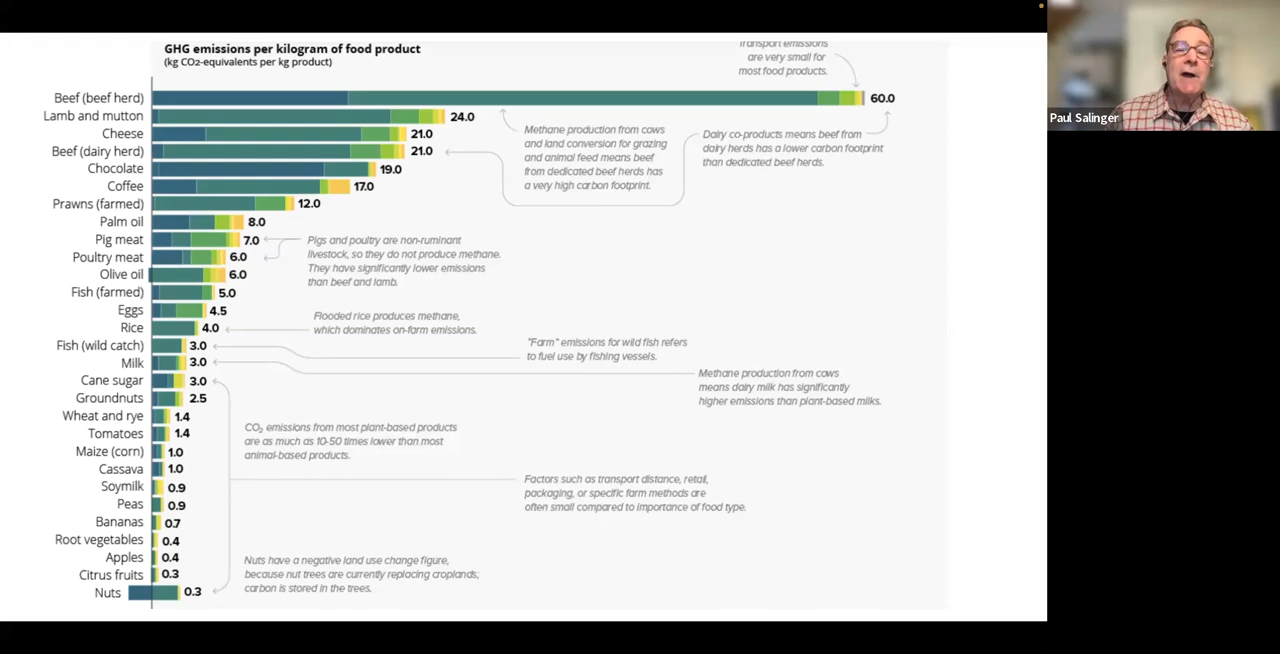 GHG emissions per kilogram of food product
(kg CO2-equivalents per kg product)
Transport emissions
are very small for
most food products.
Paul Salinger
Beef (beef herd) 60.0
Lamb and mutton 24.0
Cheese 21.0
Beef (dairy herd) 21.0
Chocolate 19.0
Coffee 17.0
Prawns (farmed) 12.0
Palm oil 8.0
Pig meat 7.0
Poultry meat 6.0
Olive oil 6.0
Fish (farmed) 5.0
Eggs 4.5
Rice 4.0
Fish (wild catch) 3.0
Milk 3.0
Cane sugar 3.0
Groundnuts 2.5
Wheat and rye 1.4
Tomatoes 1.4
Maize (corn) 1.0
Cassava 1.0
Soymilk 0.9
Peas 0.9
Bananas 0.7
Root vegetables 0.4
Apples 0.4
Citrus fruits 0.3
Nuts 0.3
Methane production from cows
and land conversion for grazing
and animal feed means beef
from dedicated beef herds has
a very high carbon footprint.
Dairy co-products means beef from
dairy herds has a lower carbon footprint
than dedicated beef herds.
Pigs and poultry are non-ruminant
livestock, so they do not produce methane.
They have significantly lower emissions
than beef and lamb.
Flooded rice produces methane,
which dominates on-farm emissions.
"Farm" emissions for wild fish refers
to fuel use by fishing vessels.
Methane production from cows
means dairy milk has significantly
higher emissions than plant-based milks.
CO₂ emissions from most plant-based products
are as much as 10-50 times lower than most
animal-based products.
Factors such as transport distance, retail,
packaging, or specific farm methods are
often small compared to importance of food type.
Nuts have a negative land use change figure,
because nut trees are currently replacing croplands;
carbon is stored in the trees.